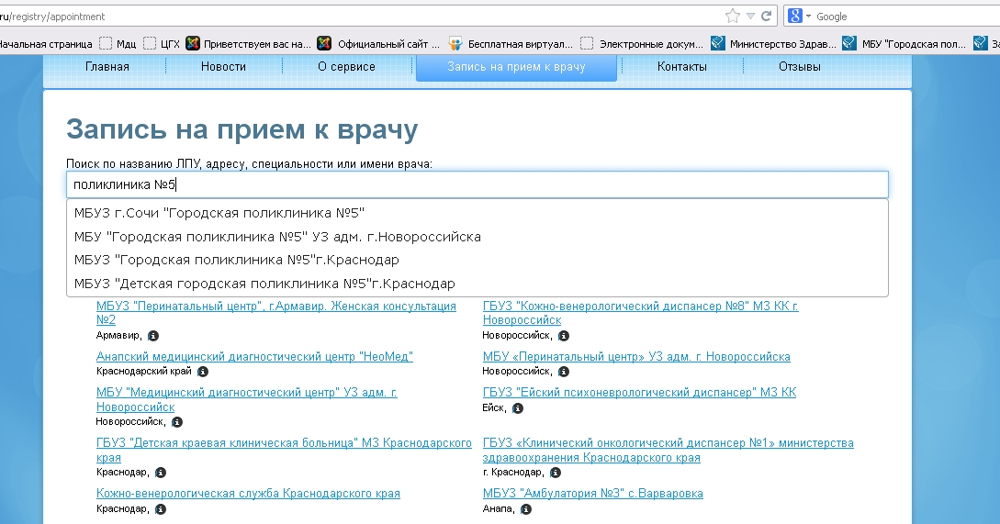 ru/registry/appointment
Google
Начальная страница Мдц ЦГХ Приветствуем вас на... Официальный сайт ... Бесплатная виртуал... Электронные докум... Министерство Здрав... МБУ "Городская пол... За
Главная Новости О сервисе Запись на прием к врачу Контакты Отзывы
Запись на прием к врачу
Поиск по названию ЛПУ, адресу, специальности или имени врача:
поликлиника №5
МБУЗ г.Сочи "Городская поликлиника №5"
МБУ "Городская поликлиника №5" УЗ адм. г.Новороссийска
МБУЗ "Городская поликлиника №5"г.Краснодар
МБУЗ "Детская городская поликлиника №5"г.Краснодар
МБУЗ "Перинатальный центр", г.Армавир. Женская консультация
№2
Армавир,
ГБУЗ "Кожно-венерологический диспансер №8" МЗ КК г.
Новороссийск
Новороссийск,
Анапский медицинский диагностический центр "НеоМед"
Краснодарский край
МБУ «Перинатальный центр» УЗ адм. г. Новороссийска
Новороссийск,
МБУ "Медицинский диагностический центр" УЗ адм. г.
Новороссийск
Новороссийск,
ГБУЗ "Ейский психоневрологический диспансер" МЗ КК
Ейск,
ГБУЗ "Детская краевая клиническая больница" МЗ Краснодарского
края
Краснодар,
ГБУЗ «Клинический онкологический диспансер №1» министерства
здравоохранения Краснодарского края
г. Краснодар,
Кожно-венерологическая служба Краснодарского края
Краснодар,
МБУЗ "Амбулатория №3" с.Варваровка
Анапа,